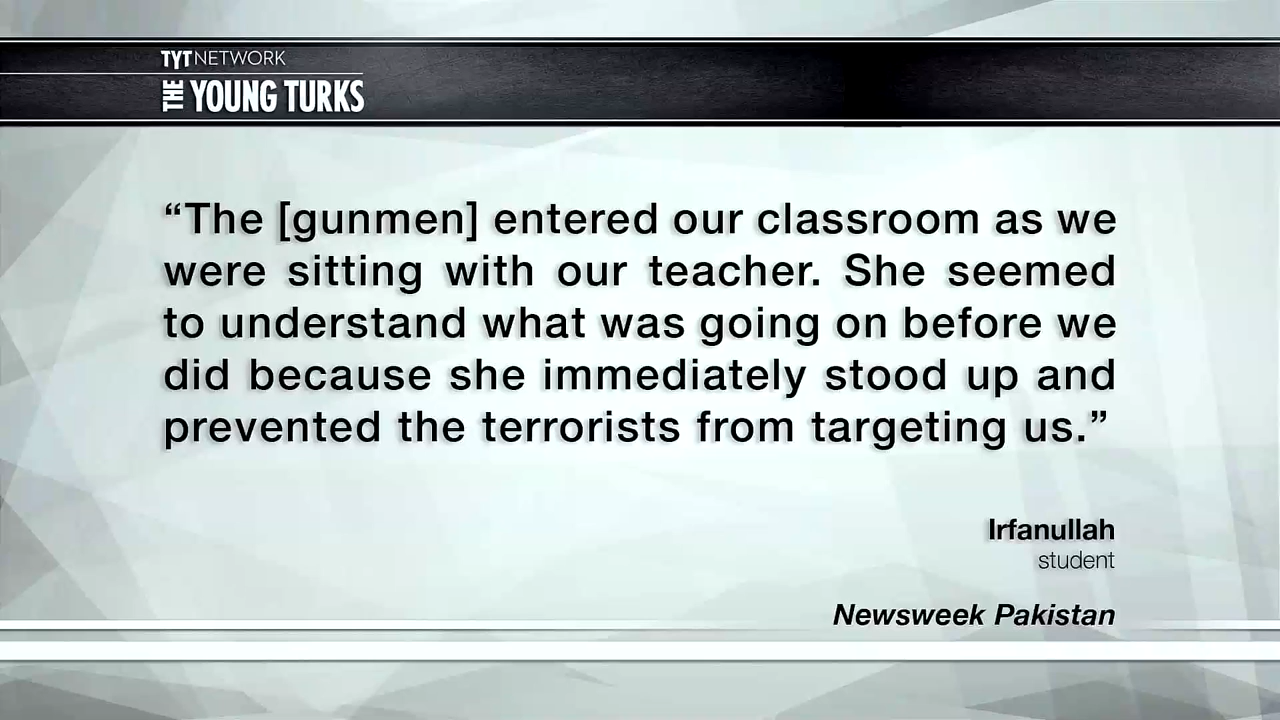 TYT NETWORK
THE YOUNG TURKS
“The [gunmen] entered our classroom as we
were sitting with our teacher. She seemed
to understand what was going on before we
did because she immediately stood up and
prevented the terrorists from targeting us.”
Irfanullah
student
Newsweek Pakistan